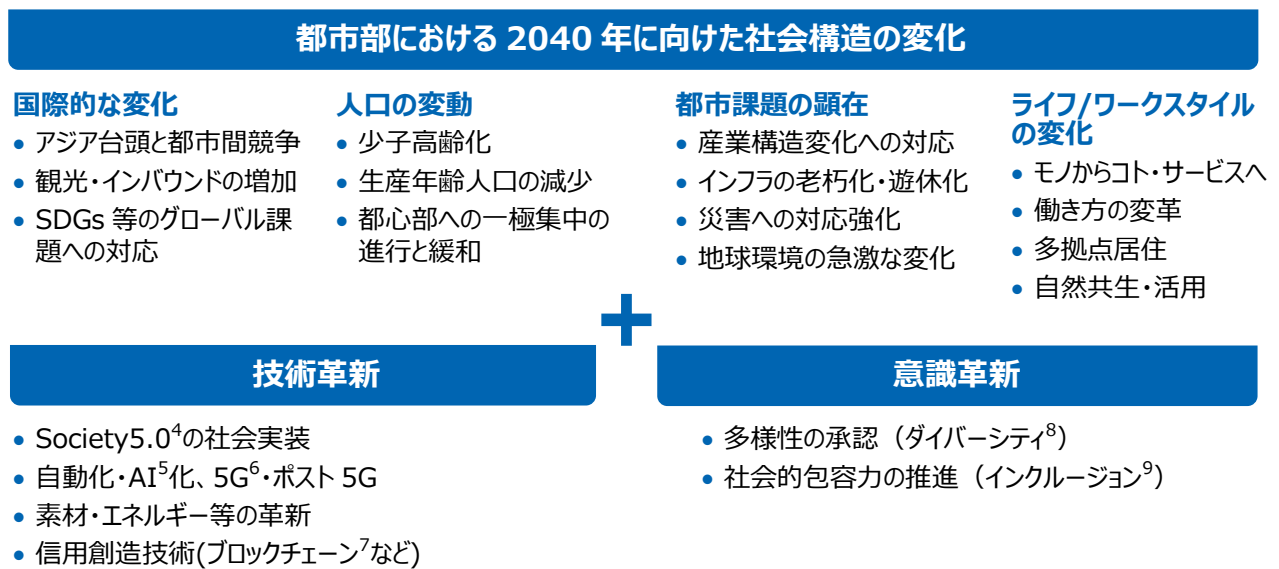 都市部における 2040 年に向けた社会構造の変化
国際的な変化
• アジア台頭と都市間競争
• 観光・インバウンドの増加
• SDGs 等のグローバル課
題への対応
人口の変動
• 少子高齢化
• 生産年齢人口の減少
• 都心部への一極集中の
進行と緩和
都市課題の顕在
• 産業構造変化への対応
• インフラの老朽化・遊休化
• 災害への対応強化
• 地球環境の急激な変化
ライフ/ワークスタイル
の変化
• モノからコト・サービスへ
• 働き方の変革
• 多拠点居住
• 自然共生・活用
技術革新
• Society5.0⁴の社会実装
• 自動化・AI⁵化、5G⁶・ポスト 5G
• 素材・エネルギー等の革新
• 信用創造技術(ブロックチェーン⁷など)
意識革新
• 多様性の承認（ダイバーシティ⁸）
• 社会的包容力の推進（インクルージョン⁹）